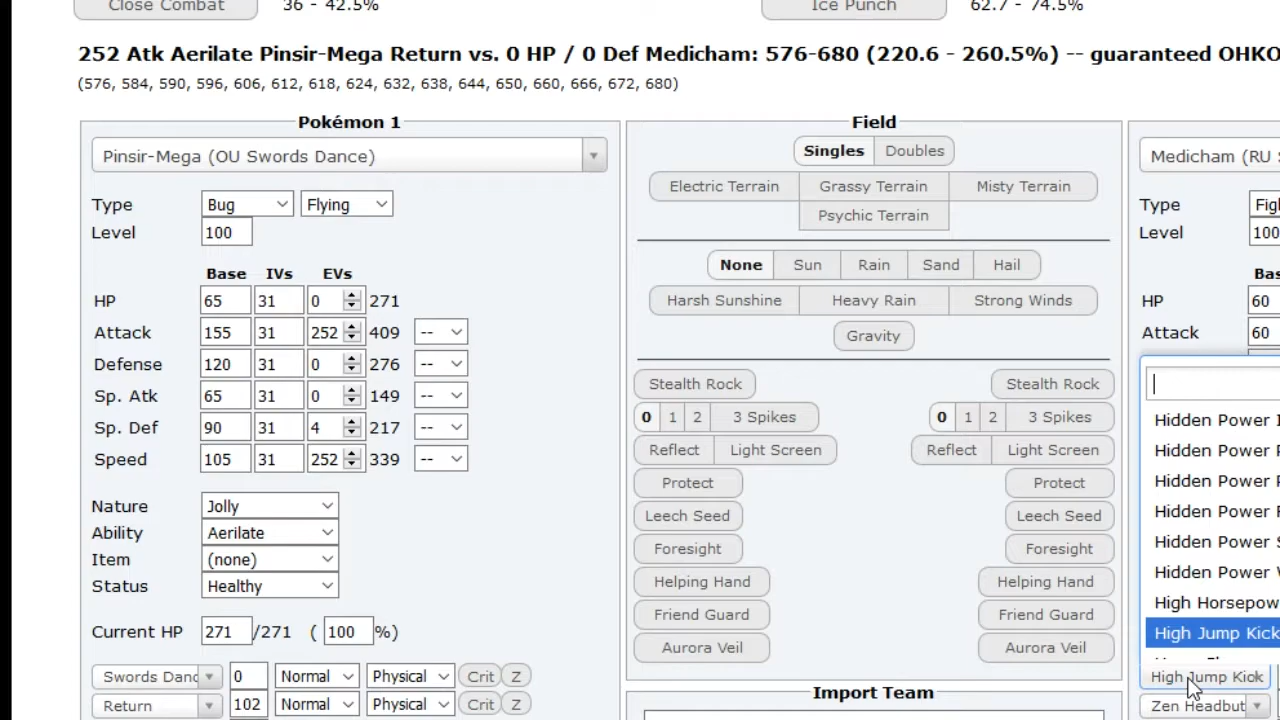 Close Combat 36 - 42.5% Ice Punch 62.7 - 74.5%
252 Atk Aerilate Pinsir-Mega Return vs. 0 HP / 0 Def Medicham: 576-680 (220.6 - 260.5%) -- guaranteed OHKO
(576, 584, 590, 596, 606, 612, 618, 624, 632, 638, 644, 650, 660, 666, 672, 680)
Pokémon 1
Pinsir-Mega (OU Swords Dance)
Type Bug Flying
Level 100
Base IVs EVs
HP 65 31 0 271
Attack 155 31 252 409 --
Defense 120 31 0 276 --
Sp. Atk 65 31 0 149 --
Sp. Def 90 31 4 217 --
Speed 105 31 252 339 --
Nature Jolly
Ability Aerilate
Item (none)
Status Healthy
Current HP 271 /271 ( 100 %)
Swords Danc 0 Normal Physical Crit Z
Return 102 Normal Physical Crit Z
Field
Singles Doubles
Electric Terrain Grassy Terrain Misty Terrain
Psychic Terrain
None Sun Rain Sand Hail
Harsh Sunshine Heavy Rain Strong Winds
Gravity
Stealth Rock Stealth Rock
0 1 2 3 Spikes 0 1 2 3 Spikes
Reflect Light Screen Reflect Light Screen
Protect Protect
Leech Seed Leech Seed
Foresight Foresight
Helping Hand Helping Hand
Friend Guard Friend Guard
Aurora Veil Aurora Veil
Import Team
Medicham (RU
Type Figh
Level 100
Bas
HP 60
Attack 60
Hidden Power
Hidden Power
Hidden Power
Hidden Power
Hidden Power
Hidden Power
High Horsepow
High Jump Kick
High Jump Kick
Zen Headbut